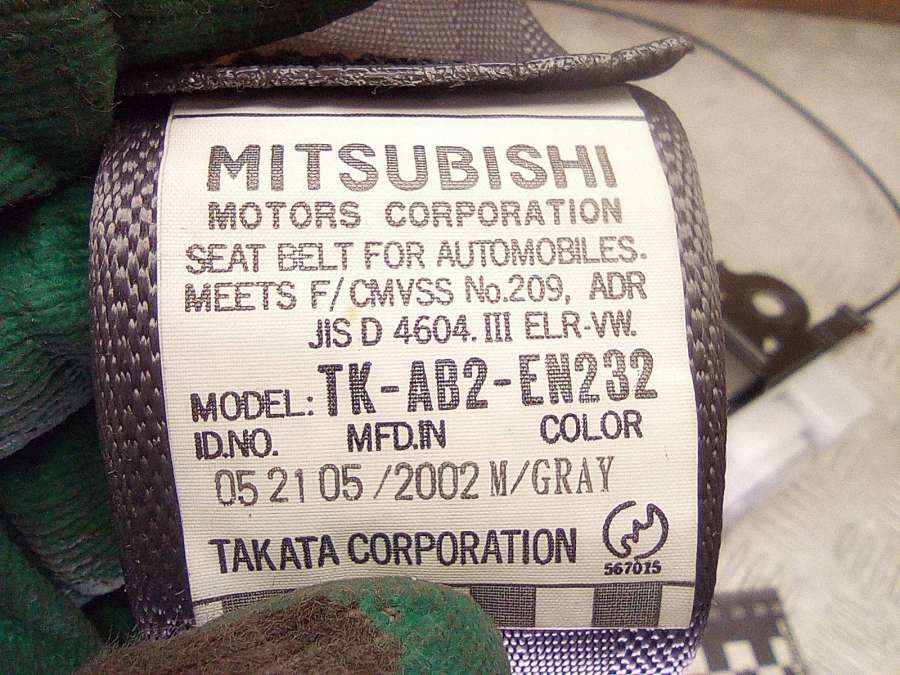 MITSUBISHI
MOTORS CORPORATION
SEAT BELT FOR AUTOMOBILES.
MEETS F/CMVSS No.209, ADR
JIS D 4604.III ELR-VW.
MODEL: TK-AB2-EN232
ID.NO. MFD.IN COLOR
05 21 05 /2002 M/GRAY
TAKATA CORPORATION
567015